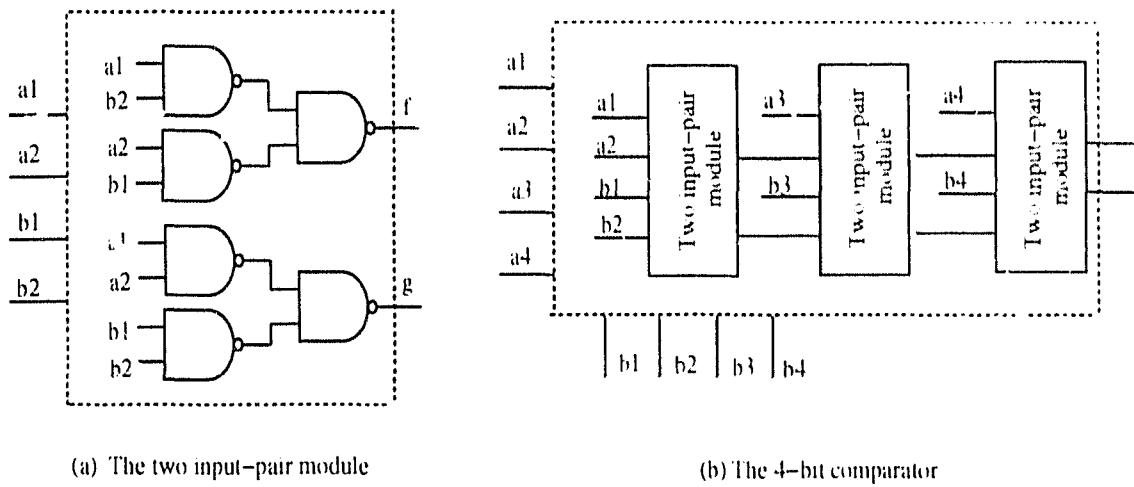 a1
a2
b1
b2
a1
b2
a2
b1
a1
a2
b1
b2
f
g
(a) The two input-pair module
a1
a2
a3
a4
a1
a2
b1
b2
Two input-pair
module
a3
b3
Two input-pair
module
a4
b4
Two input-pair
module
b1
b2
b3
b4
(b) The 4-bit comparator